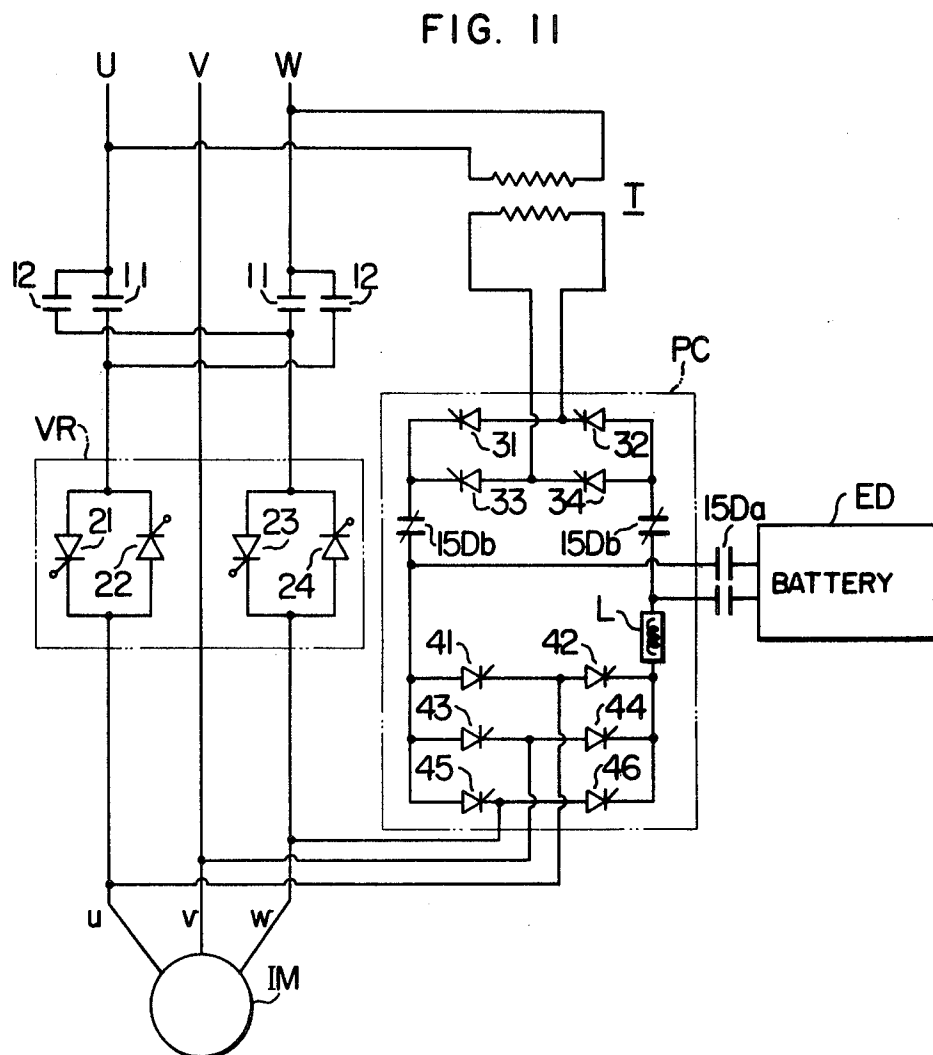 FIG. 11
U V W
T
12 11 11 12
PC
VR
31 32
33 34
15Db 15Db 15Da ED
BATTERY
21 22 23 24
L
41 42
43 44
45 46
u v w
IM